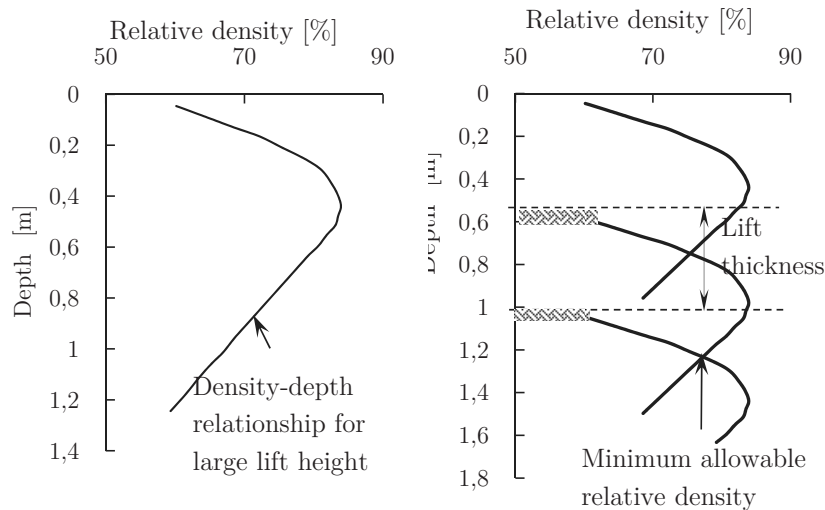 Relative density [%]
50 70 90
0
0,2
0,4
0,6
0,8
1
1,2
1,4
Depth [m]
Density-depth
relationship for
large lift height
Relative density [%]
50 70 90
0
0,2
0,4
0,6
0,8
1
1,2
1,4
1,6
1,8
Depth [m]
Lift
thickness
Minimum allowable
relative density